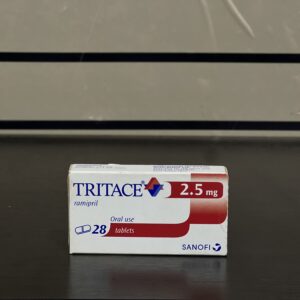 TRITACE® 2.5 mg
ramipril
Oral use
28 tablets
SANOFI